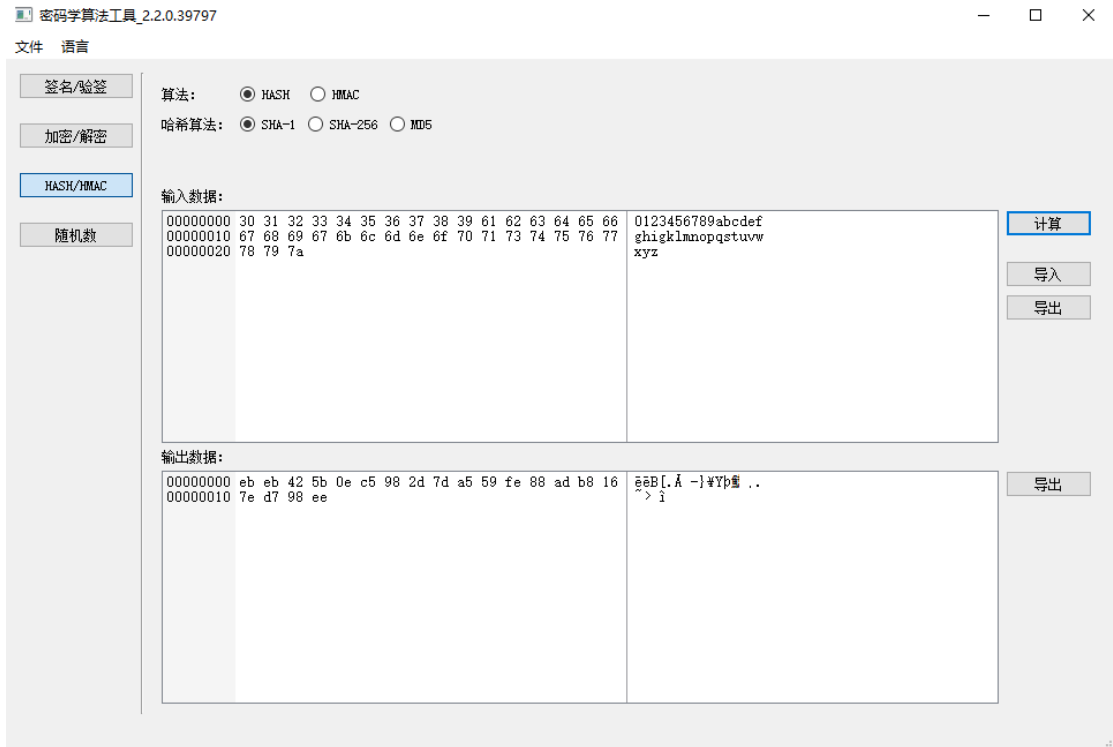 密码学算法工具_2.2.0.39797
文件 语言
签名/验签
加密/解密
HASH/HMAC
随机数
算法: HASH HMAC
哈希算法: SHA-1 SHA-256 MD5
输入数据:
00000000 30 31 32 33 34 35 36 37 38 39 61 62 63 64 65 66 0123456789abcdef
00000010 67 68 69 67 6b 6c 6d 6e 6f 70 71 73 74 75 76 77 ghigklmnopqstuvw
00000020 78 79 7a xyz
计算
导入
导出
输出数据:
00000000 eb eb 42 5b 0e c5 98 2d 7d a5 59 fe 88 ad b8 16
00000010 7e d7 98 ee
导出